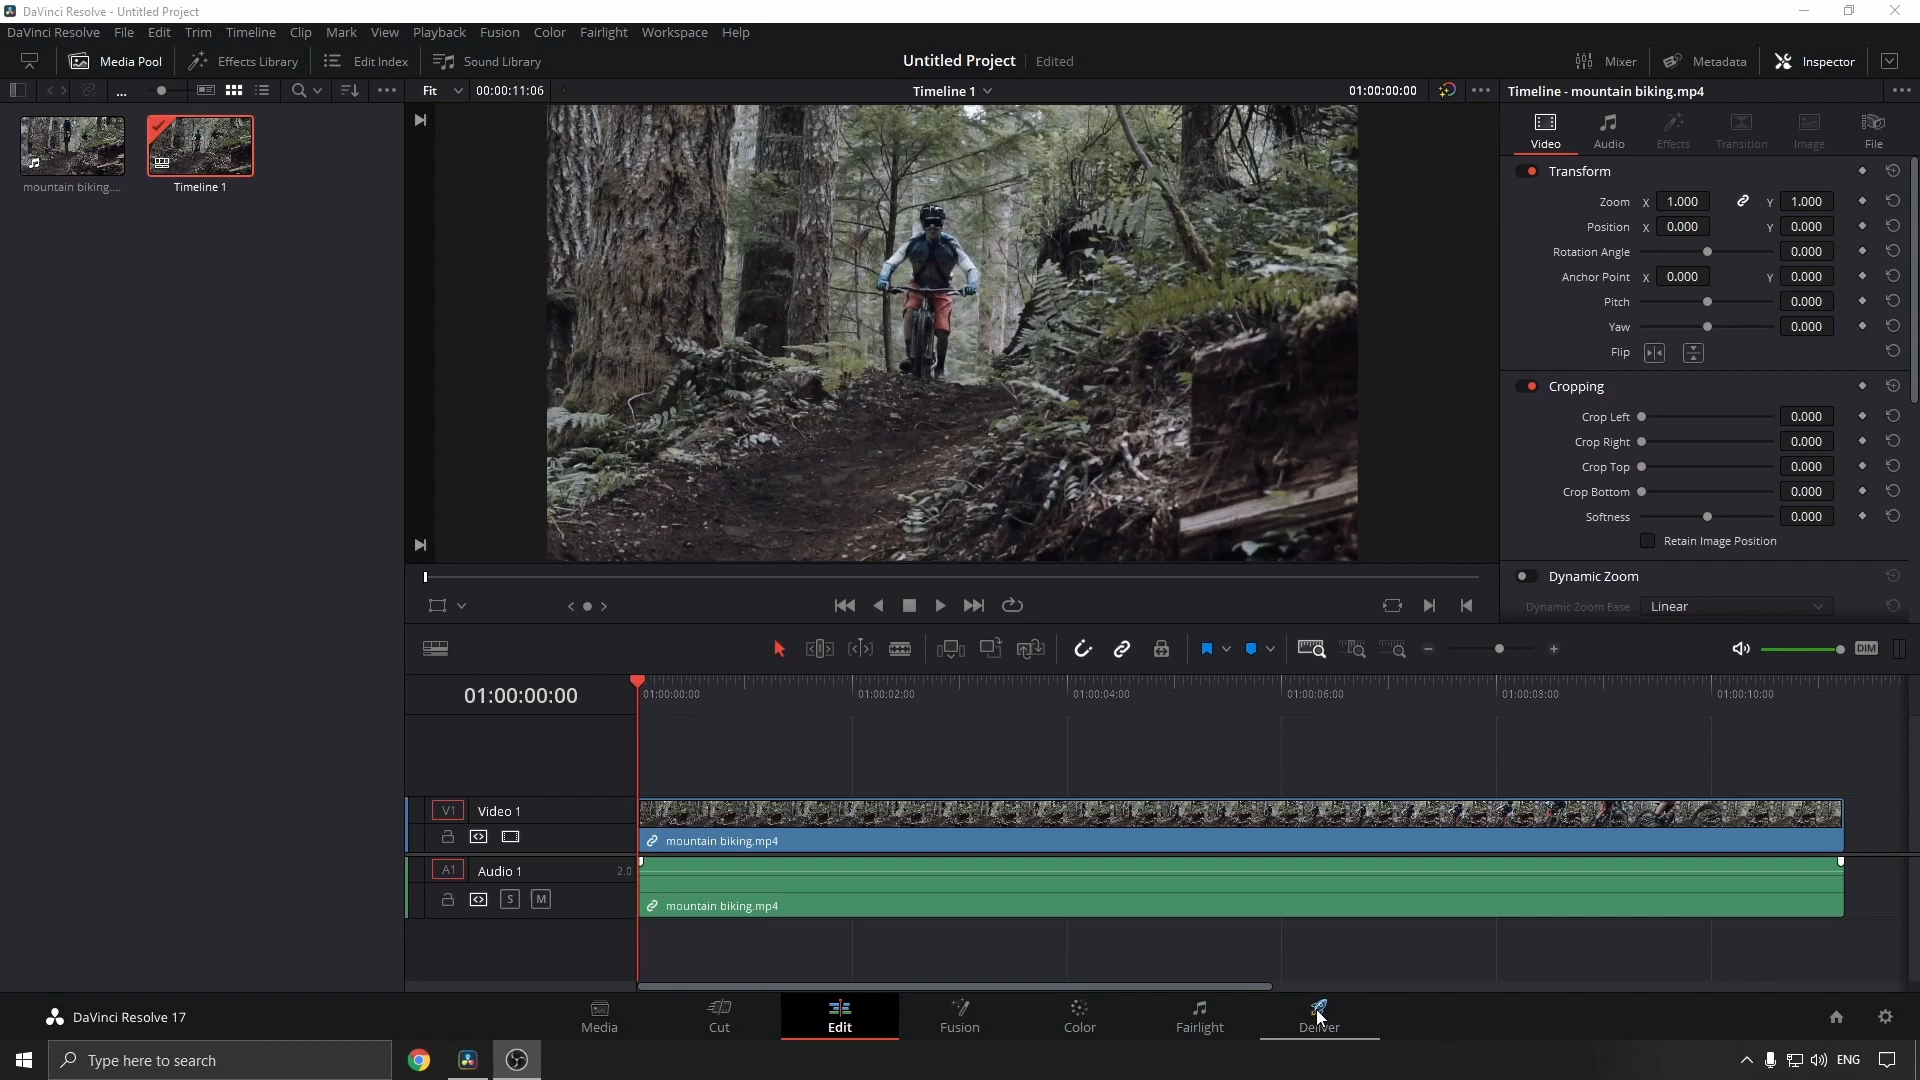 DaVinci Resolve - Untitled Project
DaVinci Resolve File Edit Trim Timeline Clip Mark View Playback Fusion Color Fairlight Workspace Help
Media Pool Effects Library Edit Index Sound Library Untitled Project Edited Mixer Metadata Inspector
... Fit 00:00:11:06 Timeline 1 01:00:00:00 Timeline - mountain biking.mp4
Video Audio Effects Transition Image File
mountain biking.... Timeline 1
Transform
Zoom X 1.000 Y 1.000
Position X 0.000 Y 0.000
Rotation Angle 0.000
Anchor Point X 0.000 Y 0.000
Pitch 0.000
Yaw 0.000
Flip
Cropping
Crop Left 0.000
Crop Right 0.000
Crop Top 0.000
Crop Bottom 0.000
Softness 0.000
Retain Image Position
Dynamic Zoom
Dynamic Zoom Ease Linear
DIM
01:00:00:00 01:00:00:00 01:00:02:00 01:00:04:00 01:00:06:00 01:00:08:00 01:00:10:00
V1 Video 1
mountain biking.mp4
A1 Audio 1 2.0
S M mountain biking.mp4
DaVinci Resolve 17 Media Cut Edit Fusion Color Fairlight Deliver
Type here to search ENG